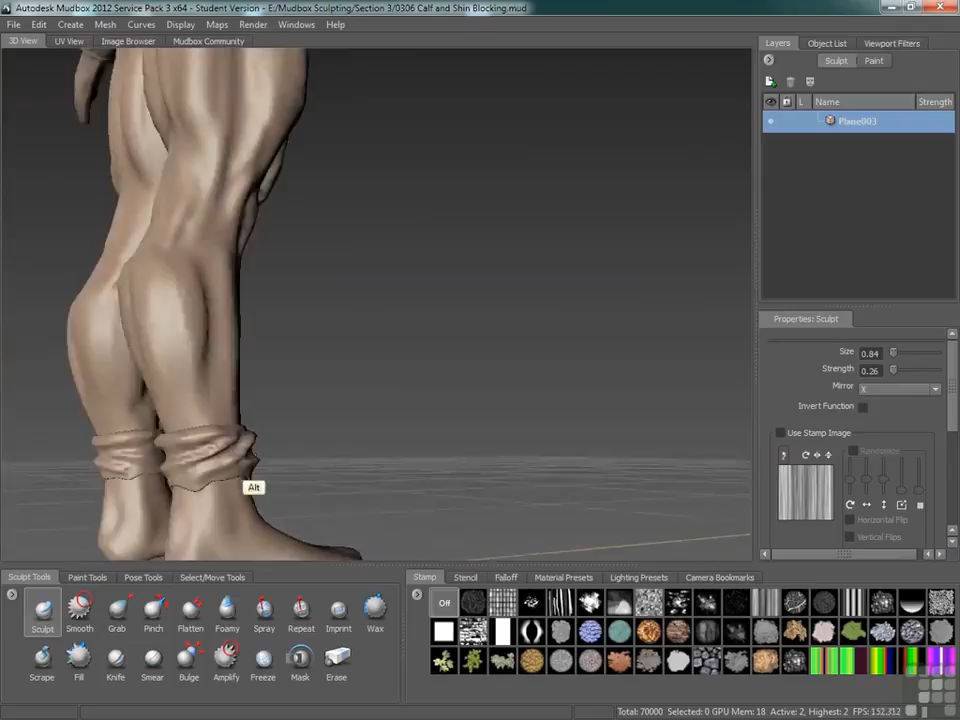 Autodesk Mudbox 2012 Service Pack 3 x64 - Student Version - E:/Mudbox Sculpting/Section 3/0306 Calf and Shin Blocking.mud
File Edit Create Mesh Curves Display Maps Render Windows Help
3D View UV View Image Browser Mudbox Community
Layers Object List Viewport Filters
Sculpt Paint
L Name Strength
Plane003
Properties: Sculpt
Size 0.84
Strength 0.26
Mirror X
Invert Function
Use Stamp Image
Randomize
Horizontal Flip
Vertical Flips
Alt
Sculpt Tools Paint Tools Pose Tools Select/Move Tools
Sculpt Smooth Grab Pinch Flatten Foamy Spray Repeat Imprint Wax
Scrape Fill Knife Smear Bulge Amplify Freeze Mask Erase
Stamp Stencil Falloff Material Presets Lighting Presets Camera Bookmarks
Off
Total: 70000 Selected: 0 GPU Mem: 18 Active: 2, Highest: 2 FPS: 152.312